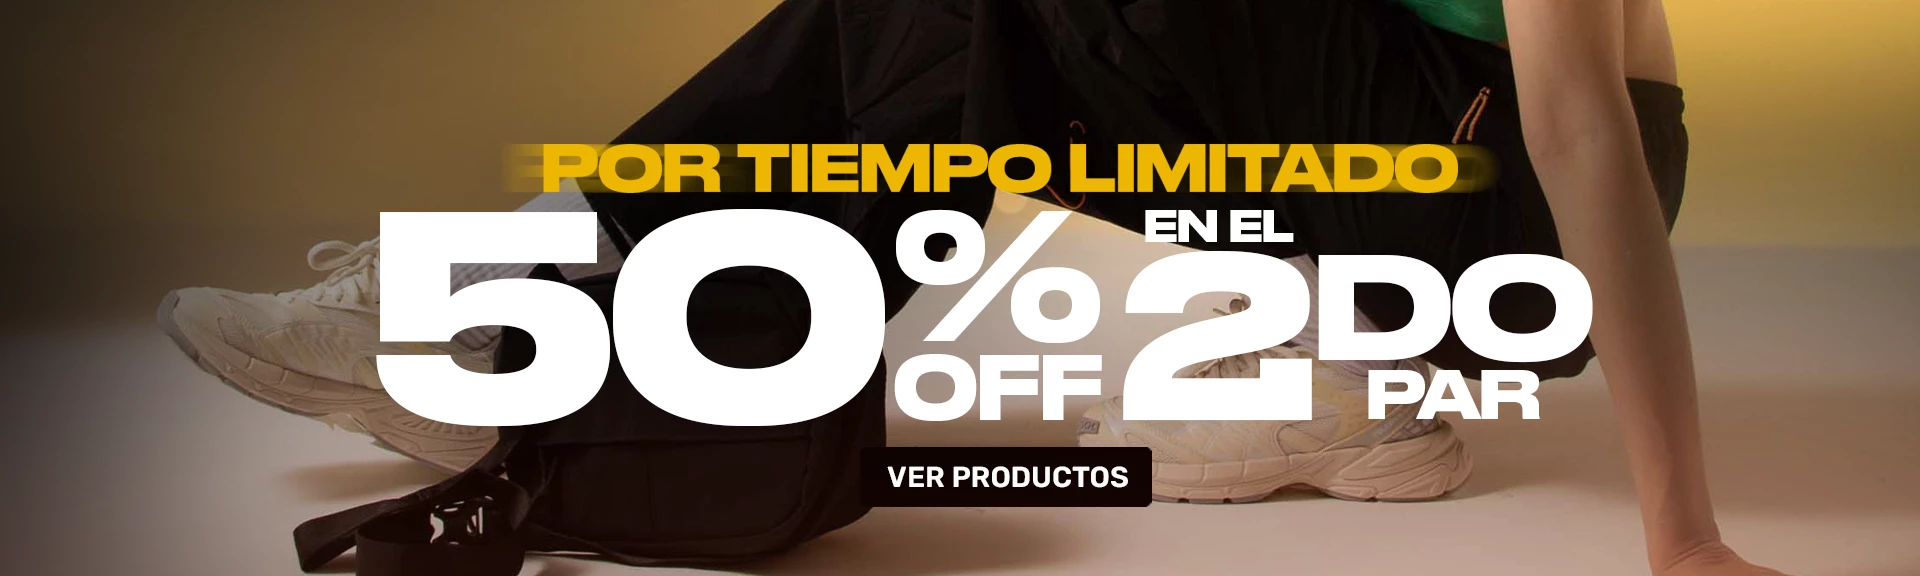 POR TIEMPO LIMITADO
50% OFF
EN EL
2DO
PAR
VER PRODUCTOS